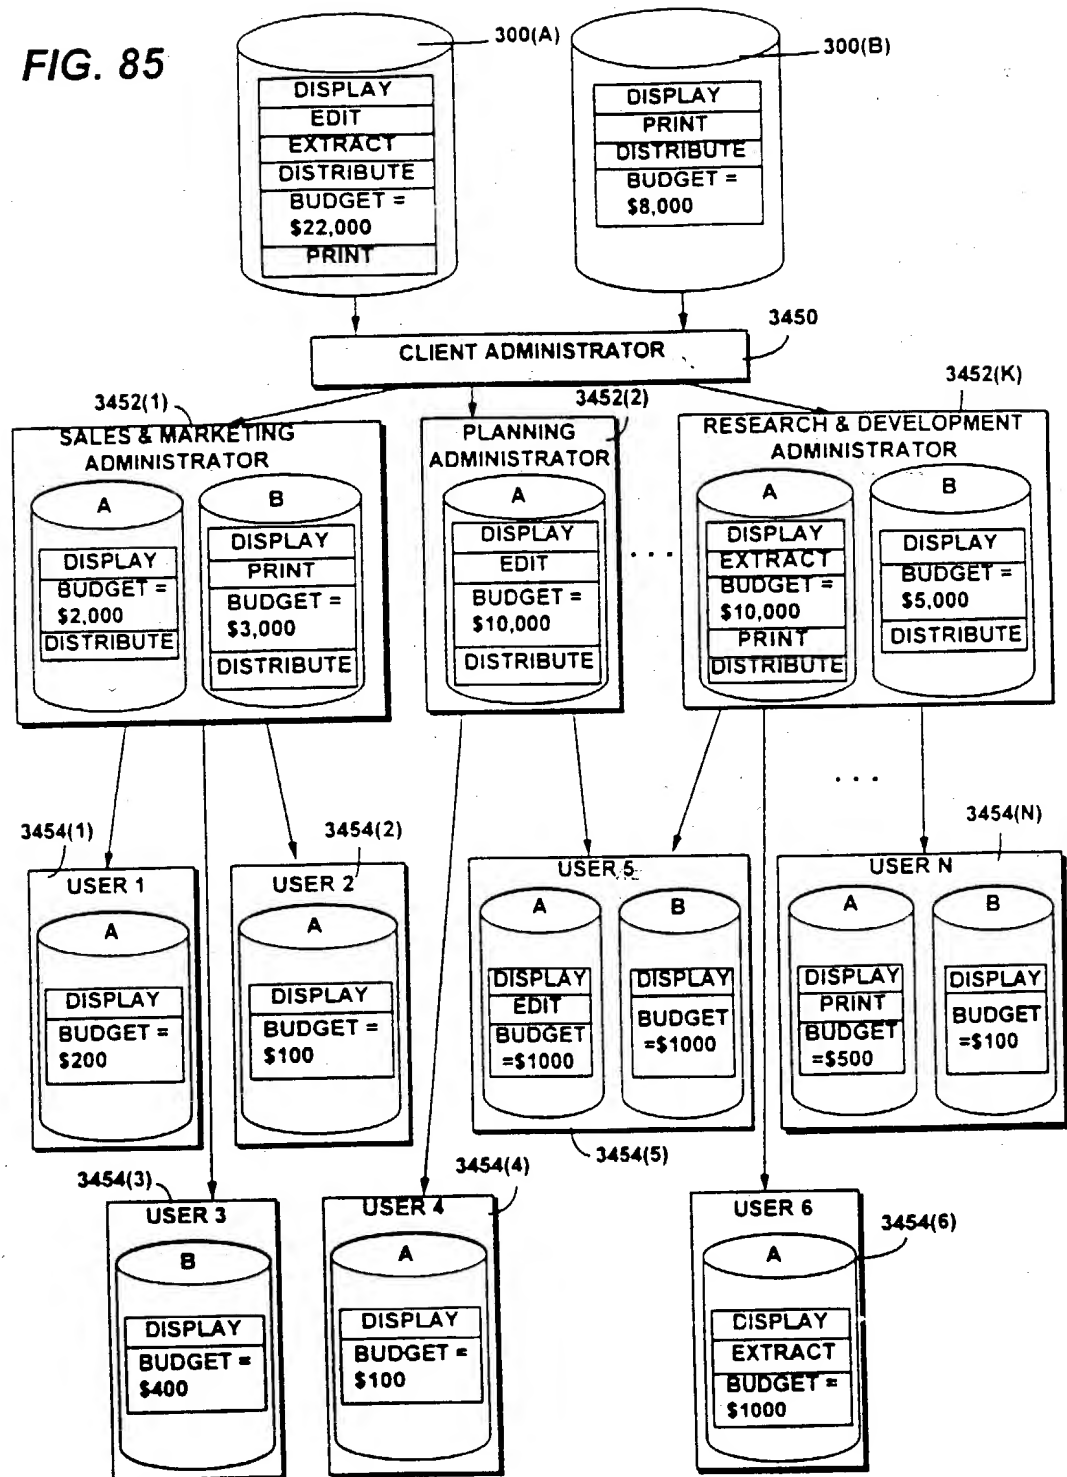 FIG. 85
300(A)
DISPLAY
EDIT
EXTRACT
DISTRIBUTE
BUDGET =
$22,000
PRINT
300(B)
DISPLAY
PRINT
DISTRIBUTE
BUDGET =
$8,000
CLIENT ADMINISTRATOR
3450
3452(1)
SALES & MARKETING
ADMINISTRATOR
A
DISPLAY
BUDGET =
$2,000
DISTRIBUTE
B
DISPLAY
PRINT
BUDGET =
$3,000
DISTRIBUTE
3452(2)
PLANNING
ADMINISTRATOR
A
DISPLAY
EDIT
BUDGET =
$10,000
DISTRIBUTE
. . .
3452(K)
RESEARCH & DEVELOPMENT
ADMINISTRATOR
A
DISPLAY
EXTRACT
BUDGET =
$10,000
PRINT
DISTRIBUTE
B
DISPLAY
BUDGET =
$5,000
DISTRIBUTE
. . .
3454(1)
USER 1
A
DISPLAY
BUDGET =
$200
3454(2)
USER 2
A
DISPLAY
BUDGET =
$100
USER 5
A
DISPLAY
EDIT
BUDGET
=$1000
B
DISPLAY
BUDGET
=$1000
3454(5)
3454(N)
USER N
A
DISPLAY
PRINT
BUDGET
=$500
B
DISPLAY
BUDGET
=$100
3454(3)
USER 3
B
DISPLAY
BUDGET =
$400
3454(4)
USER 4
A
DISPLAY
BUDGET =
$100
USER 6
3454(6)
A
DISPLAY
EXTRACT
BUDGET =
$1000